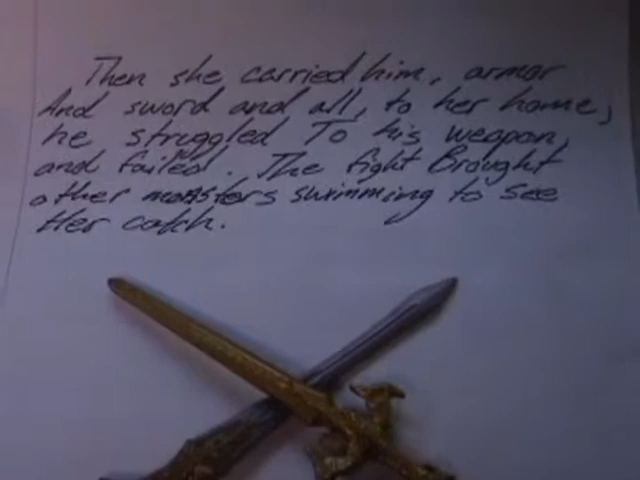 Then she carried him, armor
And sword and all, to her home,
he struggled To his weapon,
and failed. The fight Brought
other monsters swimming to see
Her catch.